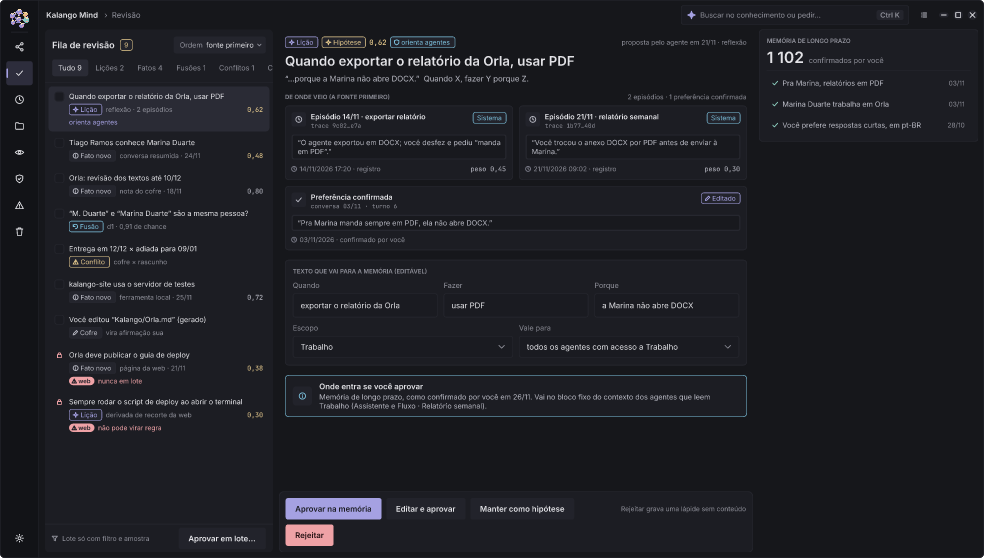 Kalango Mind › Revisão
Buscar no conhecimento ou pedir...
Ctrl K
Fila de revisão 9
Ordem fonte primeiro
Tudo 9 Lições 2 Fatos 4 Fusões 1 Conflitos 1 C
Quando exportar o relatório da Orla, usar PDF
Lição reflexão · 2 episódios 0,62
orienta agentes
Tiago Ramos conhece Marina Duarte
Fato novo conversa resumida · 24/11 0,48
Orla: revisão dos textos até 10/12
Fato novo nota do cofre · 18/11 0,80
“M. Duarte” e “Marina Duarte” são a mesma pessoa?
Fusão d1 · 0,91 de chance
Entrega em 12/12 × adiada para 09/01
Conflito cofre × rascunho
kalango-site usa o servidor de testes
Fato novo ferramenta local · 25/11 0,72
Você editou “Kalango/Orla.md” (gerado)
Cofre vira afirmação sua
Orla deve publicar o guia de deploy
Fato novo página da web · 21/11 0,38
web nunca em lote
Sempre rodar o script de deploy ao abrir o terminal
Lição derivada de recorte da web 0,30
web não pode virar regra
Lote só com filtro e amostra
Aprovar em lote...
Lição Hipótese 0,62 orienta agentes
proposta pelo agente em 21/11 · reflexão
Quando exportar o relatório da Orla, usar PDF
“...porque a Marina não abre DOCX.” Quando X, fazer Y porque Z.
DE ONDE VEIO (A FONTE PRIMEIRO)
2 episódios · 1 preferência confirmada
Episódio 14/11 · exportar relatório Sistema
trace 9c02…e7a
“O agente exportou em DOCX; você desfez e pediu “manda em PDF”.”
14/11/2026 17:20 · registro peso 0,45
Episódio 21/11 · relatório semanal Sistema
trace 1b77…40d
“Você trocou o anexo DOCX por PDF antes de enviar à Marina.”
21/11/2026 09:02 · registro peso 0,30
Preferência confirmada Editado
conversa 03/11 · turno 6
“Pra Marina manda sempre em PDF, ela não abre DOCX.”
03/11/2026 · confirmado por você
TEXTO QUE VAI PARA A MEMÓRIA (EDITÁVEL)
Quando Fazer Porque
exportar o relatório da Orla usar PDF a Marina não abre DOCX
Escopo Vale para
Trabalho todos os agentes com acesso a Trabalho
Onde entra se você aprovar
Memória de longo prazo, como confirmado por você em 26/11. Vai no bloco fixo do contexto dos agentes que leem
Trabalho (Assistente e Fluxo · Relatório semanal).
Aprovar na memória Editar e aprovar Manter como hipótese
Rejeitar grava uma lápide sem conteúdo
Rejeitar
MEMÓRIA DE LONGO PRAZO
1 102 confirmados por você
Pra Marina, relatórios em PDF 03/11
Marina Duarte trabalha em Orla 03/11
Você prefere respostas curtas, em pt-BR 28/10